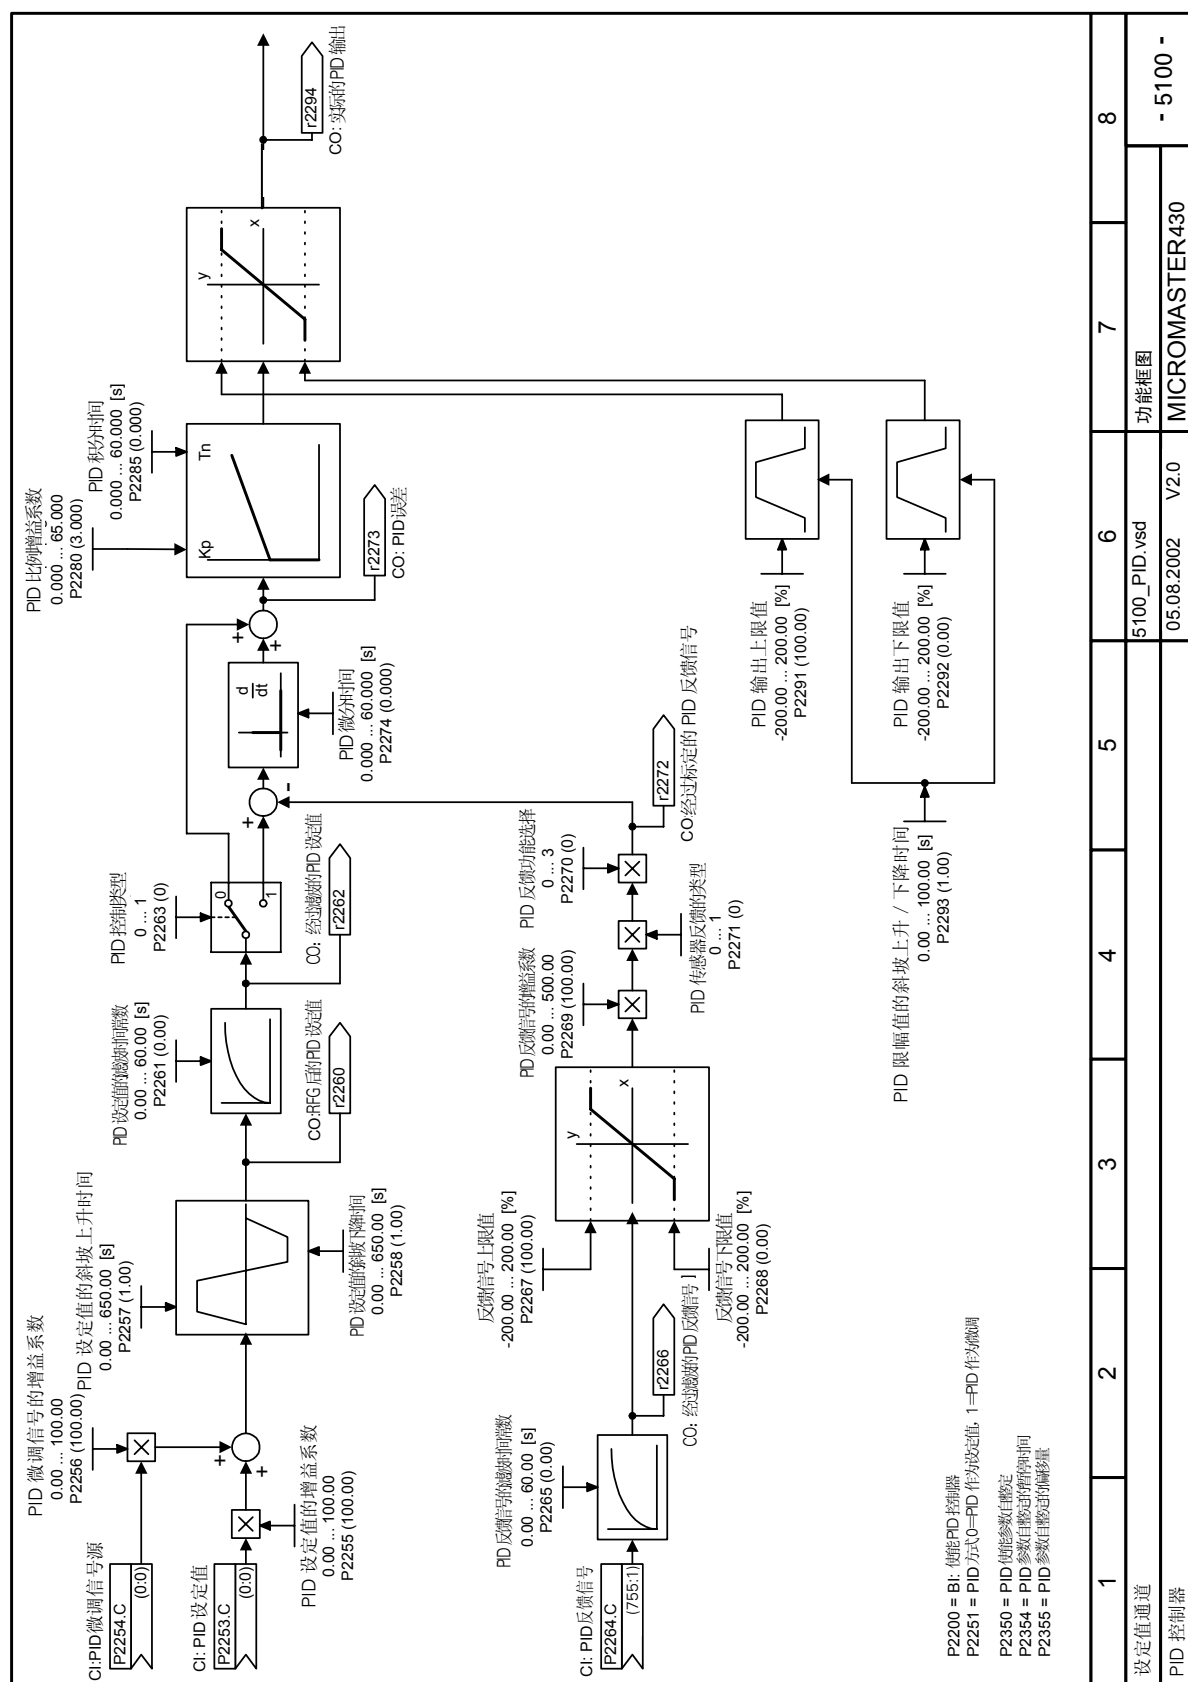 CI:PID微调信号源
P2254.C
(0:0)
PID 微调信号的增益系数
0.00 ... 100.00
P2256 (100.00)
CI: PID 设定值
P2253.C
(0:0)
PID 设定值的增益系数
0.00 ... 100.00
P2255 (100.00)
PID 设定值的斜坡上升时间
0.00 ... 650.00 [s]
P2257 (1.00)
PID 设定值的斜坡下降时间
0.00 ... 650.00 [s]
P2258 (1.00)
CO:RFG 后的PID 设定值
r2260
PID 设定值的滤波时间常数
0.00 ... 60.00 [s]
P2261 (0.00)
CO: 经过滤波的PID 设定值
r2262
PID 控制类型
0 ... 1
P2263 (0)
0
1
+
-
d
dt
PID 微分时间
0.000 ... 60.000 [s]
P2274 (0.000)
+
+
r2273
CO: PID误差
PID 比例增益系数
0.000 ... 65.000
P2280 (3.000)
PID 积分时间
0.000 ... 60.000 [s]
P2285 (0.000)
Kp
Tn
y
x
r2294
CO: 实际的PID 输出
+
+
CI: PID反馈信号
P2264.C
(755:1)
PID 反馈信号的滤波时间常数
0.00 ... 60.00 [s]
P2265 (0.00)
r2266
CO: 经过滤波的PID 反馈信号 ]
反馈信号上限值
-200.00 ... 200.00 [%]
P2267 (100.00)
反馈信号下限值
-200.00 ... 200.00 [%]
P2268 (0.00)
y
x
PID 反馈信号的增益系数
0.00 ... 500.00
P2269 (100.00)
PID 传感器反馈的类型
0 ... 1
P2271 (0)
PID 反馈功能选择
0 ... 3
P2270 (0)
r2272
CO:经过标定的 PID 反馈信号
PID 输出上限值
-200.00 ... 200.00 [%]
P2291 (100.00)
PID 输出下限值
-200.00 ... 200.00 [%]
P2292 (0.00)
PID 限幅值的斜坡上升 / 下降时间
0.00 ... 100.00 [s]
P2293 (1.00)
P2200 = BI: 使能PID 控制器
P2251 = PID 方式0=PID 作为设定值, 1=PID 作为微调
P2350 = PID 使能参数自整定
P2354 = PID 参数自整定的暂停时间
P2355 = PID 参数自整定的偏移量
1
2
3
4
5
6
7
8
设定值通道
PID 控制器
5100_PID.vsd
05.08.2002
V2.0
功能框图
MICROMASTER430
- 5100 -